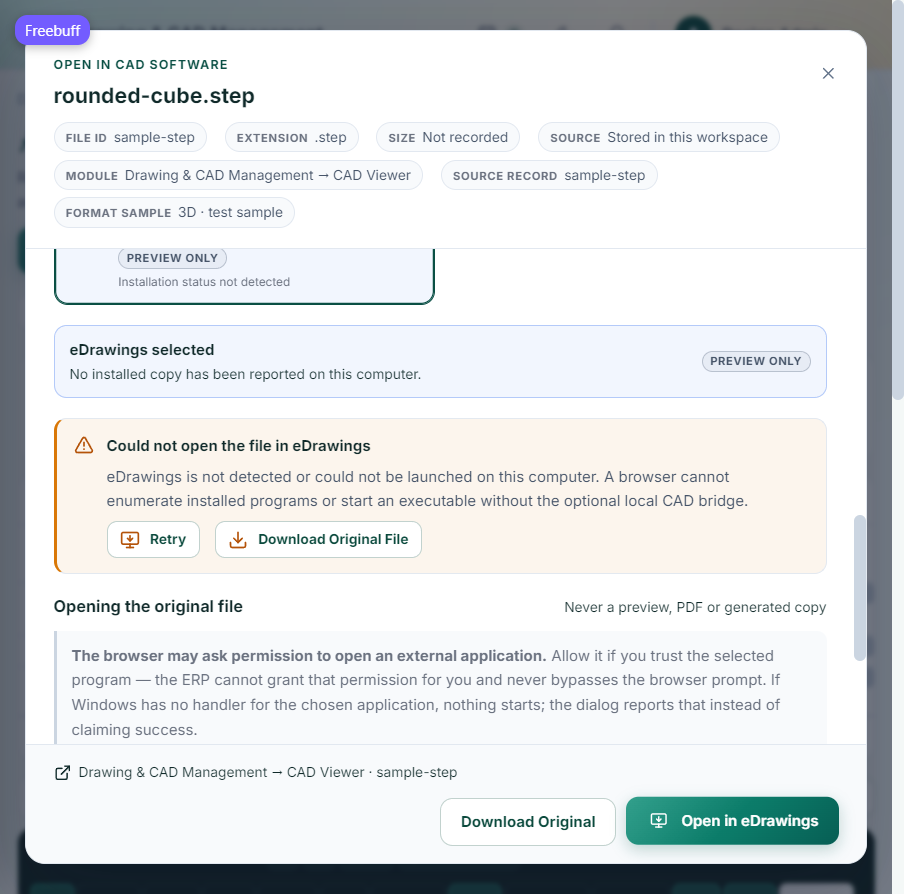 Freebuff
OPEN IN CAD SOFTWARE
rounded-cube.step
FILE ID sample-step
EXTENSION .step
SIZE Not recorded
SOURCE Stored in this workspace
MODULE Drawing & CAD Management → CAD Viewer
SOURCE RECORD sample-step
FORMAT SAMPLE 3D · test sample
PREVIEW ONLY
Installation status not detected
eDrawings selected
No installed copy has been reported on this computer.
PREVIEW ONLY
Could not open the file in eDrawings
eDrawings is not detected or could not be launched on this computer. A browser cannot
enumerate installed programs or start an executable without the optional local CAD bridge.
Retry
Download Original File
Opening the original file
Never a preview, PDF or generated copy
The browser may ask permission to open an external application. Allow it if you trust the selected
program — the ERP cannot grant that permission for you and never bypasses the browser prompt. If
Windows has no handler for the chosen application, nothing starts; the dialog reports that instead of
claiming success.
Drawing & CAD Management → CAD Viewer · sample-step
Download Original
Open in eDrawings